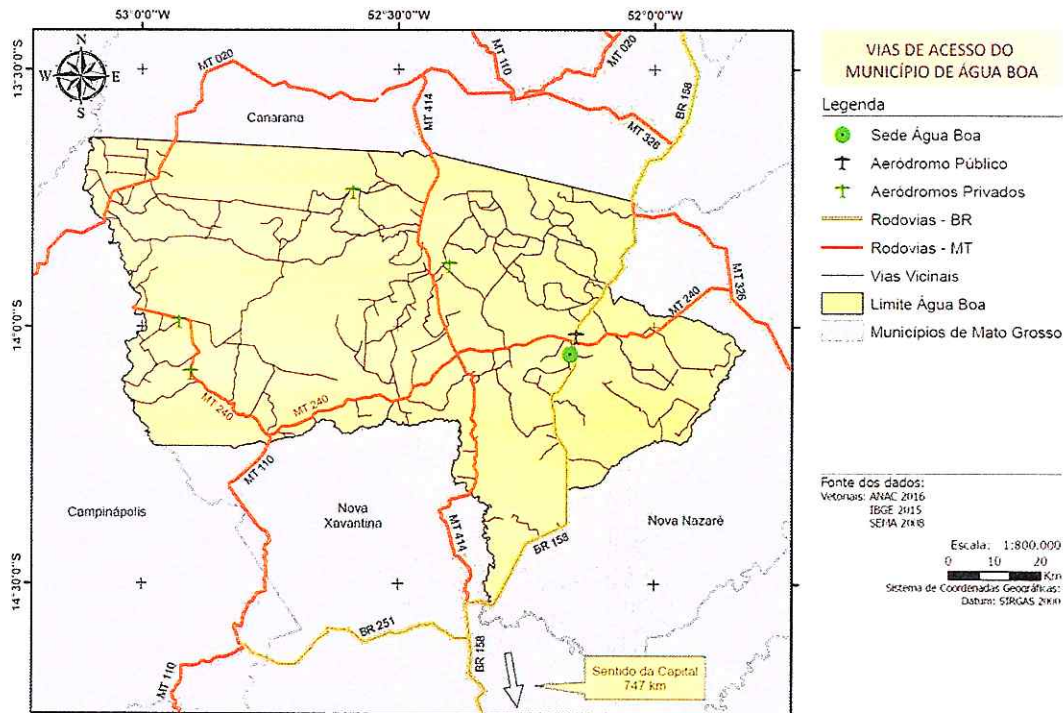 53°0'0"W
52°30'0"W
52°0'0"W
13°30'0"S
14°0'0"S
14°30'0"S
N
W
E
S
MT 020
MT 110
MT 020
BR 158
Canarana
MT 414
MT 326
MT 326
MT 240
MT 240
MT 240
MT 110
Campinápolis
Nova
Xavantina
MT 414
Nova Nazaré
BR 158
BR 251
BR 158
MT 110
Sentido da Capital
747 km
VIAS DE ACESSO DO
MUNICÍPIO DE ÁGUA BOA
Legenda
Sede Água Boa
Aeródromo Público
Aeródromos Privados
Rodovias - BR
Rodovias - MT
Vias Vicinais
Limite Água Boa
Municípios de Mato Grosso
Fonte dos dados:
Vetoriais: ANAC 2016
IBGE 2015
SEMA 2008
Escala: 1:800.000
0 10 20
Km
Sistema de Coordenadas Geográficas:
Datum: SIRGAS 2000